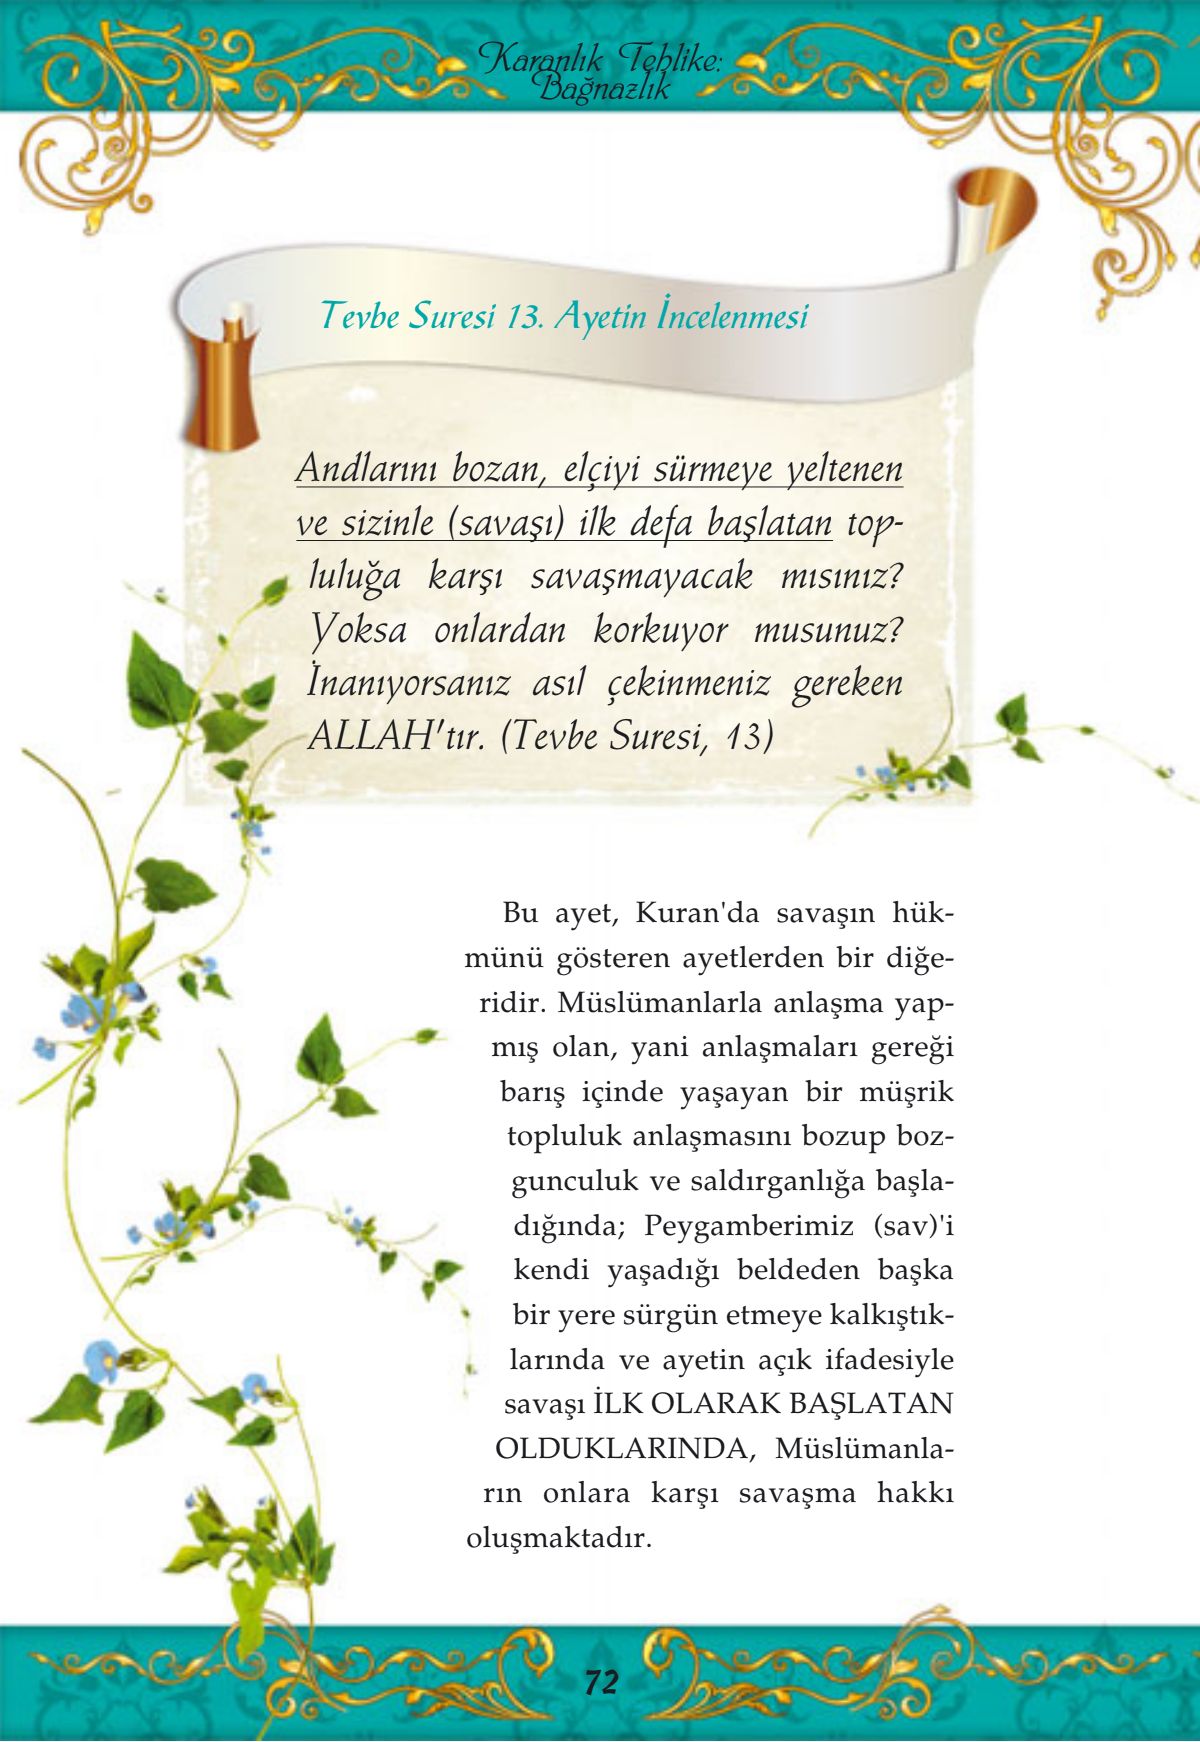 Karanlık Tehlike:
Bağnazlık
Tevbe Suresi 13. Ayetin İncelenmesi
Andlarını bozan, elçiyi sürmeye yeltenen
ve sizinle (savaşı) ilk defa başlatan top-
luluğa karşı savaşmayacak mısınız?
Yoksa onlardan korkuyor musunuz?
İnanıyorsanız asıl çekinmeniz gereken
ALLAH'tır. (Tevbe Suresi, 13)
Bu ayet, Kuran'da savaşın hük-
münü gösteren ayetlerden bir diğe-
ridir. Müslümanlarla anlaşma yap-
mış olan, yani anlaşmaları gereği
barış içinde yaşayan bir müşrik
topluluk anlaşmasını bozup boz-
gunculuk ve saldırganlığa başla-
dığında; Peygamberimiz (sav)'i
kendi yaşadığı beldeden başka
bir yere sürgün etmeye kalkıştık-
larında ve ayetin açık ifadesiyle
savaşı İLK OLARAK BAŞLATAN
OLDUKLARINDA, Müslümanla-
rın onlara karşı savaşma hakkı
oluşmaktadır.
72